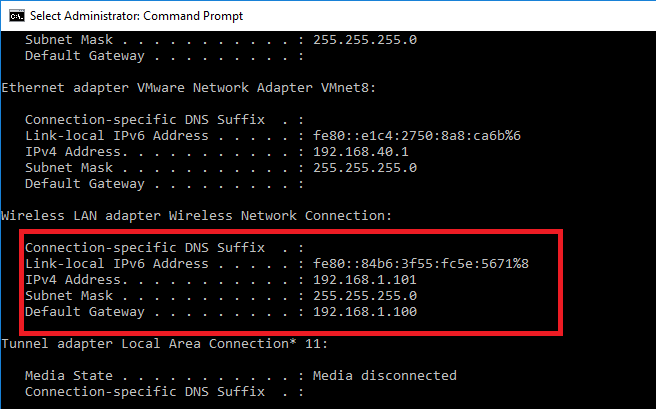 Select Administrator: Command Prompt
Subnet Mask . . . . . . . . . . . : 255.255.255.0
Default Gateway . . . . . . . . . :
Ethernet adapter VMware Network Adapter VMnet8:
Connection-specific DNS Suffix  . :
Link-local IPv6 Address . . . . . : fe80::e1c4:2750:8a8:ca6b%6
IPv4 Address. . . . . . . . . . . : 192.168.40.1
Subnet Mask . . . . . . . . . . . : 255.255.255.0
Default Gateway . . . . . . . . . :
Wireless LAN adapter Wireless Network Connection:
Connection-specific DNS Suffix  . :
Link-local IPv6 Address . . . . . : fe80::84b6:3f55:fc5e:5671%8
IPv4 Address. . . . . . . . . . . : 192.168.1.101
Subnet Mask . . . . . . . . . . . : 255.255.255.0
Default Gateway . . . . . . . . . : 192.168.1.100
Tunnel adapter Local Area Connection* 11:
Media State . . . . . . . . . . . : Media disconnected
Connection-specific DNS Suffix  . :